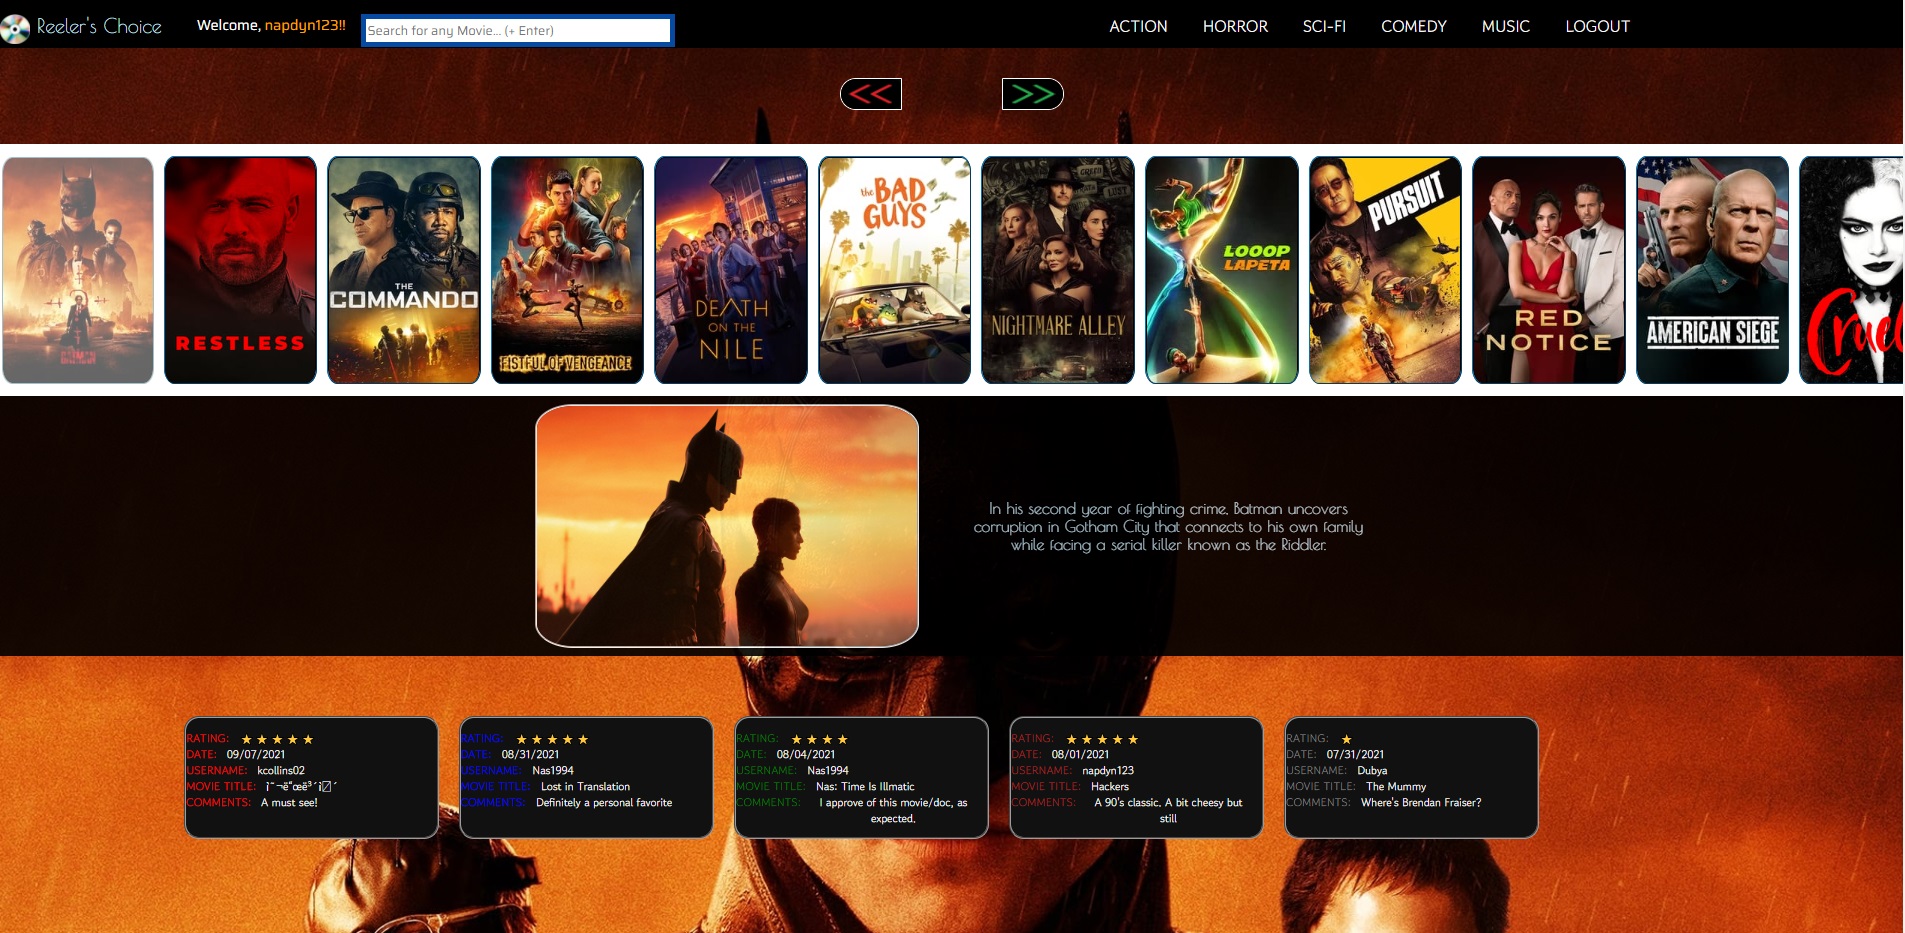 Reeler's Choice
Welcome, napdyn123!!
Search for any Movie... (+ Enter)
ACTION HORROR SCI-FI COMEDY MUSIC LOGOUT
<< >>
RESTLESS
THE
COMMANDO
FISTFUL OF VENGEANCE
DEATH
ON THE
NILE
the BAD
GUYS
NIGHTMARE ALLEY
LOOOP
LAPETA
PURSUIT
RED
NOTICE
AMERICAN SIEGE
In his second year of fighting crime, Batman uncovers
corruption in Gotham City that connects to his own family
while facing a serial killer known as the Riddler.
RATING: ★ ★ ★ ★ ★
DATE: 09/07/2021
USERNAME: kcollins02
MOVIE TITLE:
COMMENTS: A must see!
RATING: ★ ★ ★ ★ ★
DATE: 08/31/2021
USERNAME: Nas1994
MOVIE TITLE: Lost in Translation
COMMENTS: Definitely a personal favorite
RATING: ★ ★ ★ ★
DATE: 08/04/2021
USERNAME: Nas1994
MOVIE TITLE: Nas: Time Is Illmatic
COMMENTS: I approve of this movie/doc, as
expected.
RATING: ★ ★ ★ ★ ★
DATE: 08/01/2021
USERNAME: napdyn123
MOVIE TITLE: Hackers
COMMENTS: A 90's classic. A bit cheesy but
still
RATING: ★
DATE: 07/31/2021
USERNAME: Dubya
MOVIE TITLE: The Mummy
COMMENTS: Where's Brendan Fraiser?